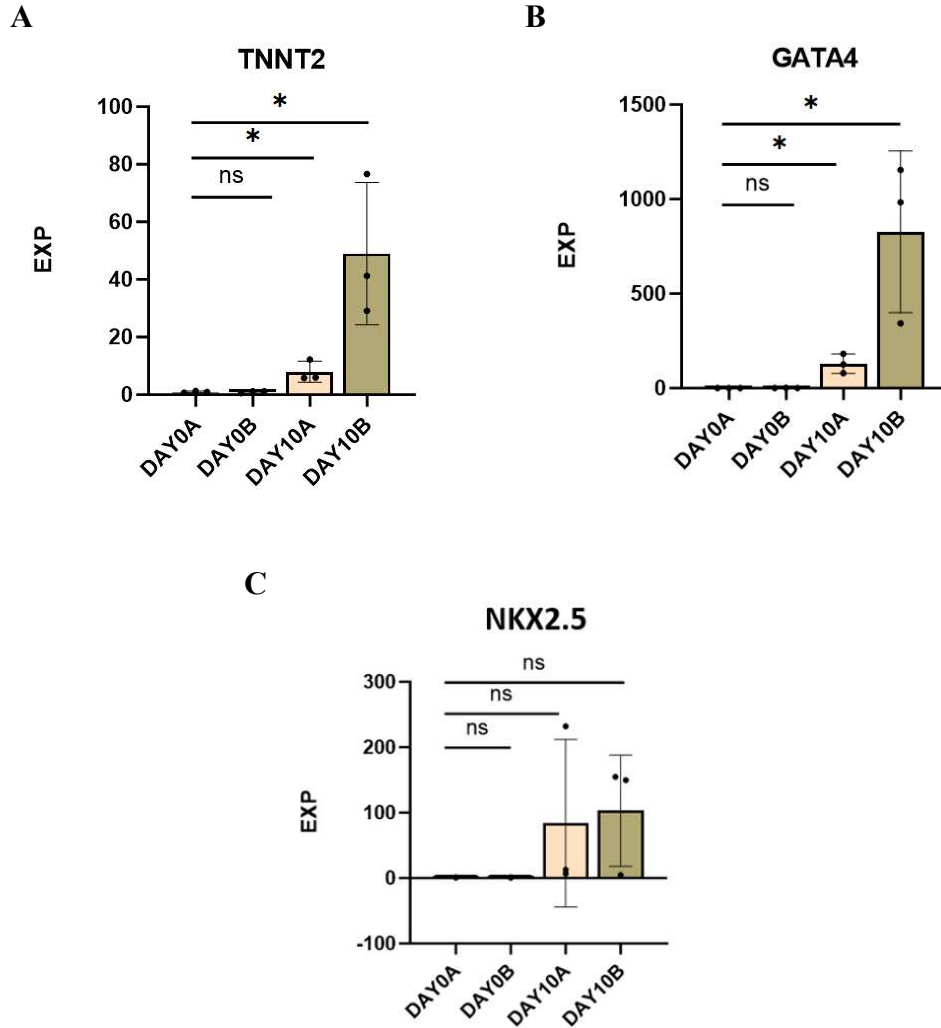 A
TNNT2
EXP
100
80
60
40
20
0
*
*
ns
DAY0A
DAY0B
DAY10A
DAY10B
B
GATA4
EXP
1500
1000
500
0
*
*
ns
DAY0A
DAY0B
DAY10A
DAY10B
C
NKX2.5
EXP
300
200
100
0
-100
ns
ns
ns
DAY0A
DAY0B
DAY10A
DAY10B